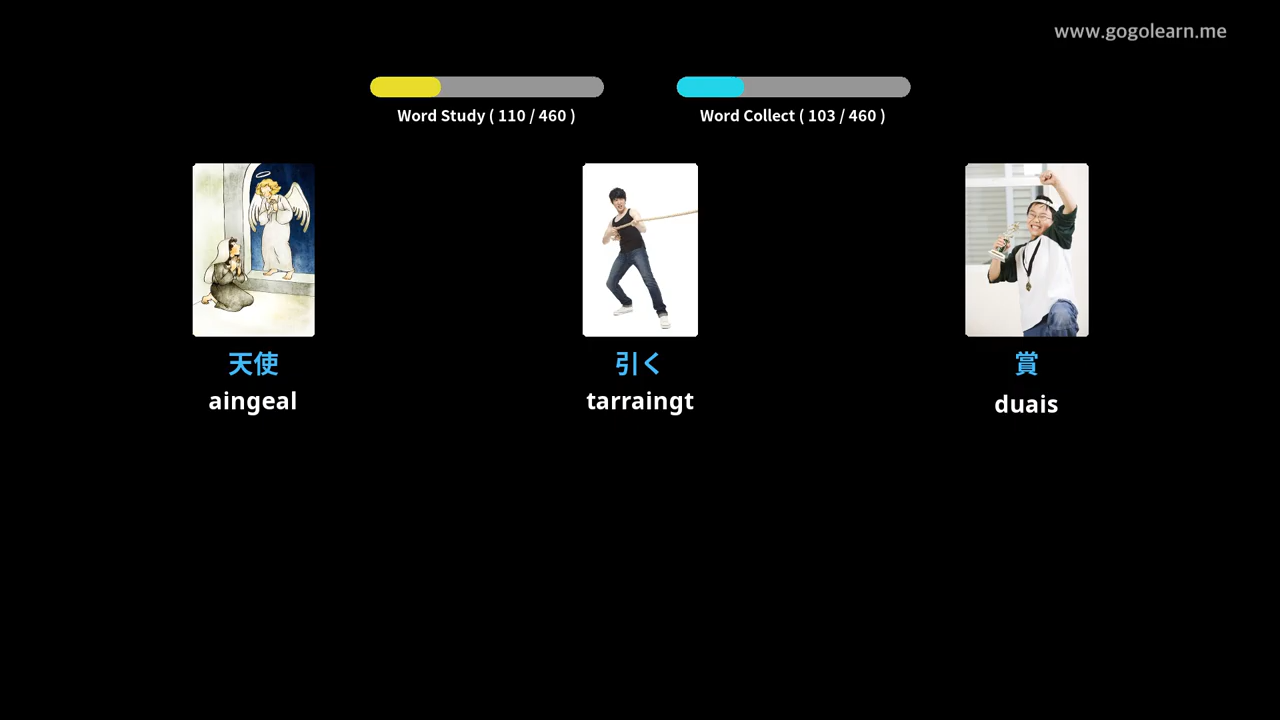 www.gogolearn.me
Word Study ( 110 / 460 )
Word Collect ( 103 / 460 )
天使
aingeal
引く
tarraingt
賞
duais